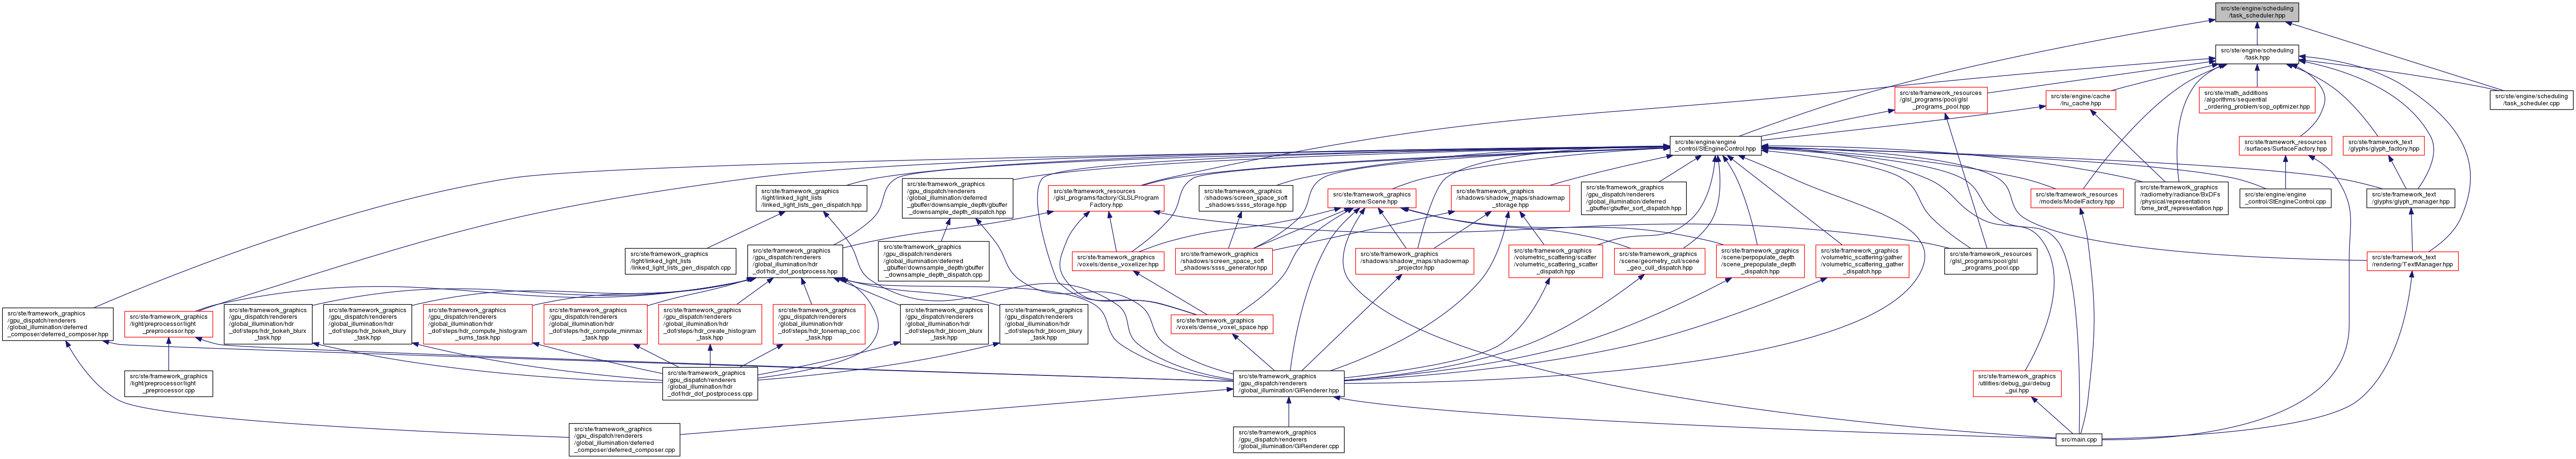 src/ste/engine/scheduling
/task_scheduler.hpp
src/ste/engine/scheduling
/task.hpp
src/ste/framework_resources
/glsl_programs/pool/glsl
_programs_pool.hpp
src/ste/engine/cache
/lru_cache.hpp
src/ste/math_additions
/algorithms/sequential
_ordering_problem/sop_optimizer.hpp
src/ste/engine/scheduling
/task_scheduler.cpp
src/ste/engine/engine
_control/StEngineControl.hpp
src/ste/framework_resources
/surfaces/SurfaceFactory.hpp
src/ste/framework_text
/glyphs/glyph_factory.hpp
src/ste/framework_graphics
/light/linked_light_lists
/linked_light_lists_gen_dispatch.hpp
src/ste/framework_graphics
/gpu_dispatch/renderers
/global_illumination/deferred
_gbuffer/downsample_depth/gbuffer
_downsample_depth_dispatch.hpp
src/ste/framework_resources
/glsl_programs/factory/GLSLProgram
Factory.hpp
src/ste/framework_graphics
/shadows/screen_space_soft
_shadows/ssss_storage.hpp
src/ste/framework_graphics
/scene/Scene.hpp
src/ste/framework_graphics
/shadows/shadow_maps/shadowmap
_storage.hpp
src/ste/framework_graphics
/gpu_dispatch/renderers
/global_illumination/deferred
_gbuffer/gbuffer_sort_dispatch.hpp
src/ste/framework_resources
/models/ModelFactory.hpp
src/ste/framework_graphics
/radiometry/radiance/BxDFs
/physical/representations
/bme_brdf_representation.hpp
src/ste/engine/engine
_control/StEngineControl.cpp
src/ste/framework_text
/glyphs/glyph_manager.hpp
src/ste/framework_graphics
/light/linked_light_lists
/linked_light_lists_gen_dispatch.cpp
src/ste/framework_graphics
/gpu_dispatch/renderers
/global_illumination/hdr
_dof/hdr_dof_postprocess.hpp
src/ste/framework_graphics
/gpu_dispatch/renderers
/global_illumination/deferred
_gbuffer/downsample_depth/gbuffer
_downsample_depth_dispatch.cpp
src/ste/framework_graphics
/voxels/dense_voxelizer.hpp
src/ste/framework_graphics
/shadows/screen_space_soft
_shadows/ssss_generator.hpp
src/ste/framework_graphics
/shadows/shadow_maps/shadowmap
_projector.hpp
src/ste/framework_graphics
/volumetric_scattering/scatter
/volumetric_scattering_scatter
_dispatch.hpp
src/ste/framework_graphics
/scene/geometry_cull/scene
_geo_cull_dispatch.hpp
src/ste/framework_graphics
/scene/perpopulate_depth
/scene_prepopulate_depth
_dispatch.hpp
src/ste/framework_graphics
/volumetric_scattering/gather
/volumetric_scattering_gather
_dispatch.hpp
src/ste/framework_resources
/glsl_programs/pool/glsl
_programs_pool.cpp
src/ste/framework_text
/rendering/TextManager.hpp
src/ste/framework_graphics
/gpu_dispatch/renderers
/global_illumination/deferred
_composer/deferred_composer.hpp
src/ste/framework_graphics
/light/preprocessor/light
_preprocessor.hpp
src/ste/framework_graphics
/gpu_dispatch/renderers
/global_illumination/hdr
_dof/steps/hdr_bokeh_blurx
_task.hpp
src/ste/framework_graphics
/gpu_dispatch/renderers
/global_illumination/hdr
_dof/steps/hdr_bokeh_blury
_task.hpp
src/ste/framework_graphics
/gpu_dispatch/renderers
/global_illumination/hdr
_dof/steps/hdr_compute_histogram
_sums_task.hpp
src/ste/framework_graphics
/gpu_dispatch/renderers
/global_illumination/hdr
_dof/steps/hdr_compute_minmax
_task.hpp
src/ste/framework_graphics
/gpu_dispatch/renderers
/global_illumination/hdr
_dof/steps/hdr_create_histogram
_task.hpp
src/ste/framework_graphics
/gpu_dispatch/renderers
/global_illumination/hdr
_dof/steps/hdr_tonemap_coc
_task.hpp
src/ste/framework_graphics
/gpu_dispatch/renderers
/global_illumination/hdr
_dof/steps/hdr_bloom_blurx
_task.hpp
src/ste/framework_graphics
/gpu_dispatch/renderers
/global_illumination/hdr
_dof/steps/hdr_bloom_blury
_task.hpp
src/ste/framework_graphics
/voxels/dense_voxel_space.hpp
src/ste/framework_graphics
/light/preprocessor/light
_preprocessor.cpp
src/ste/framework_graphics
/gpu_dispatch/renderers
/global_illumination/hdr
_dof/hdr_dof_postprocess.cpp
src/ste/framework_graphics
/gpu_dispatch/renderers
/global_illumination/GIRenderer.hpp
src/ste/framework_graphics
/utilities/debug_gui/debug
_gui.hpp
src/ste/framework_graphics
/gpu_dispatch/renderers
/global_illumination/deferred
_composer/deferred_composer.cpp
src/ste/framework_graphics
/gpu_dispatch/renderers
/global_illumination/GIRenderer.cpp
src/main.cpp